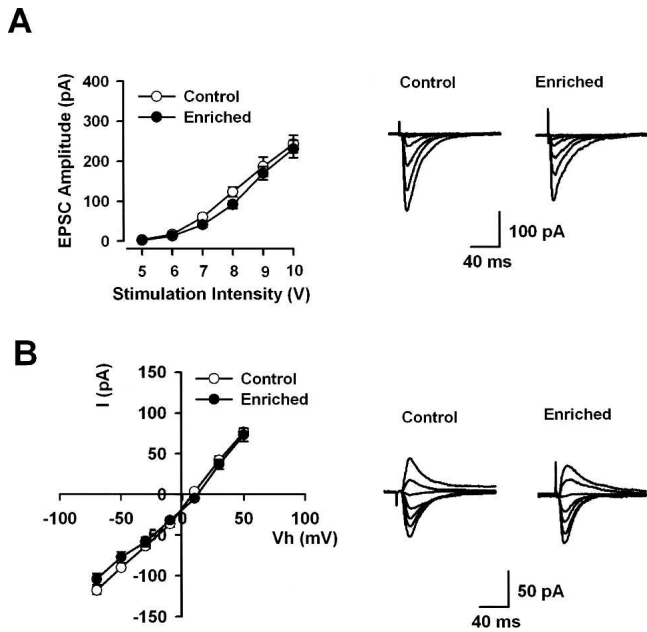 A
EPSC Amplitude (pA)
400
300
200
100
0
Control
Enriched
5 6 7 8 9 10
Stimulation Intensity (V)
Control Enriched
100 pA
40 ms
B
I (pA)
150
100
50
0
-50
-100
-150
Control
Enriched
-100 -50 0 50 100
Vh (mV)
Control Enriched
50 pA
40 ms